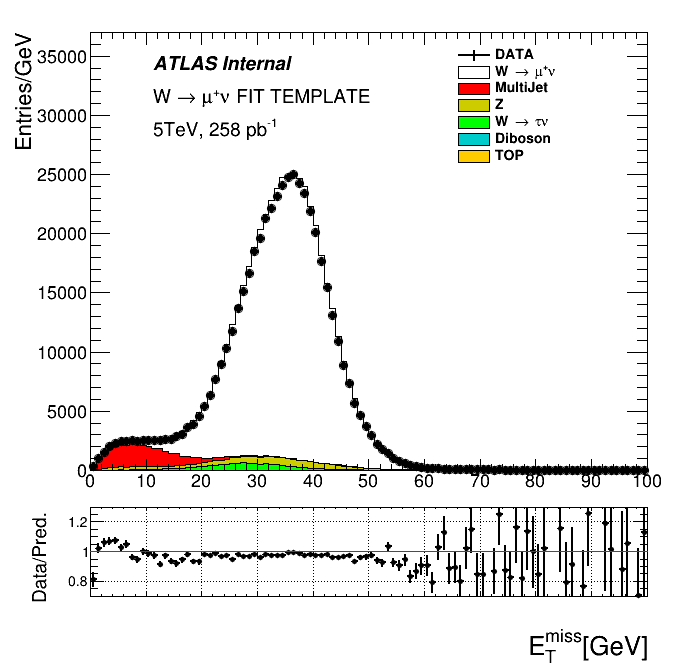 Entries/GeV
35000
30000
25000
20000
15000
10000
5000
0
ATLAS Internal
W → μ⁺ν FIT TEMPLATE
5TeV, 258 pb⁻¹
DATA
W → μ⁺ν
MultiJet
Z
W → τν
Diboson
TOP
0 10 20 30 40 50 60 70 80 90 100
Data/Pred.
1.2
1
0.8
E_T^miss[GeV]